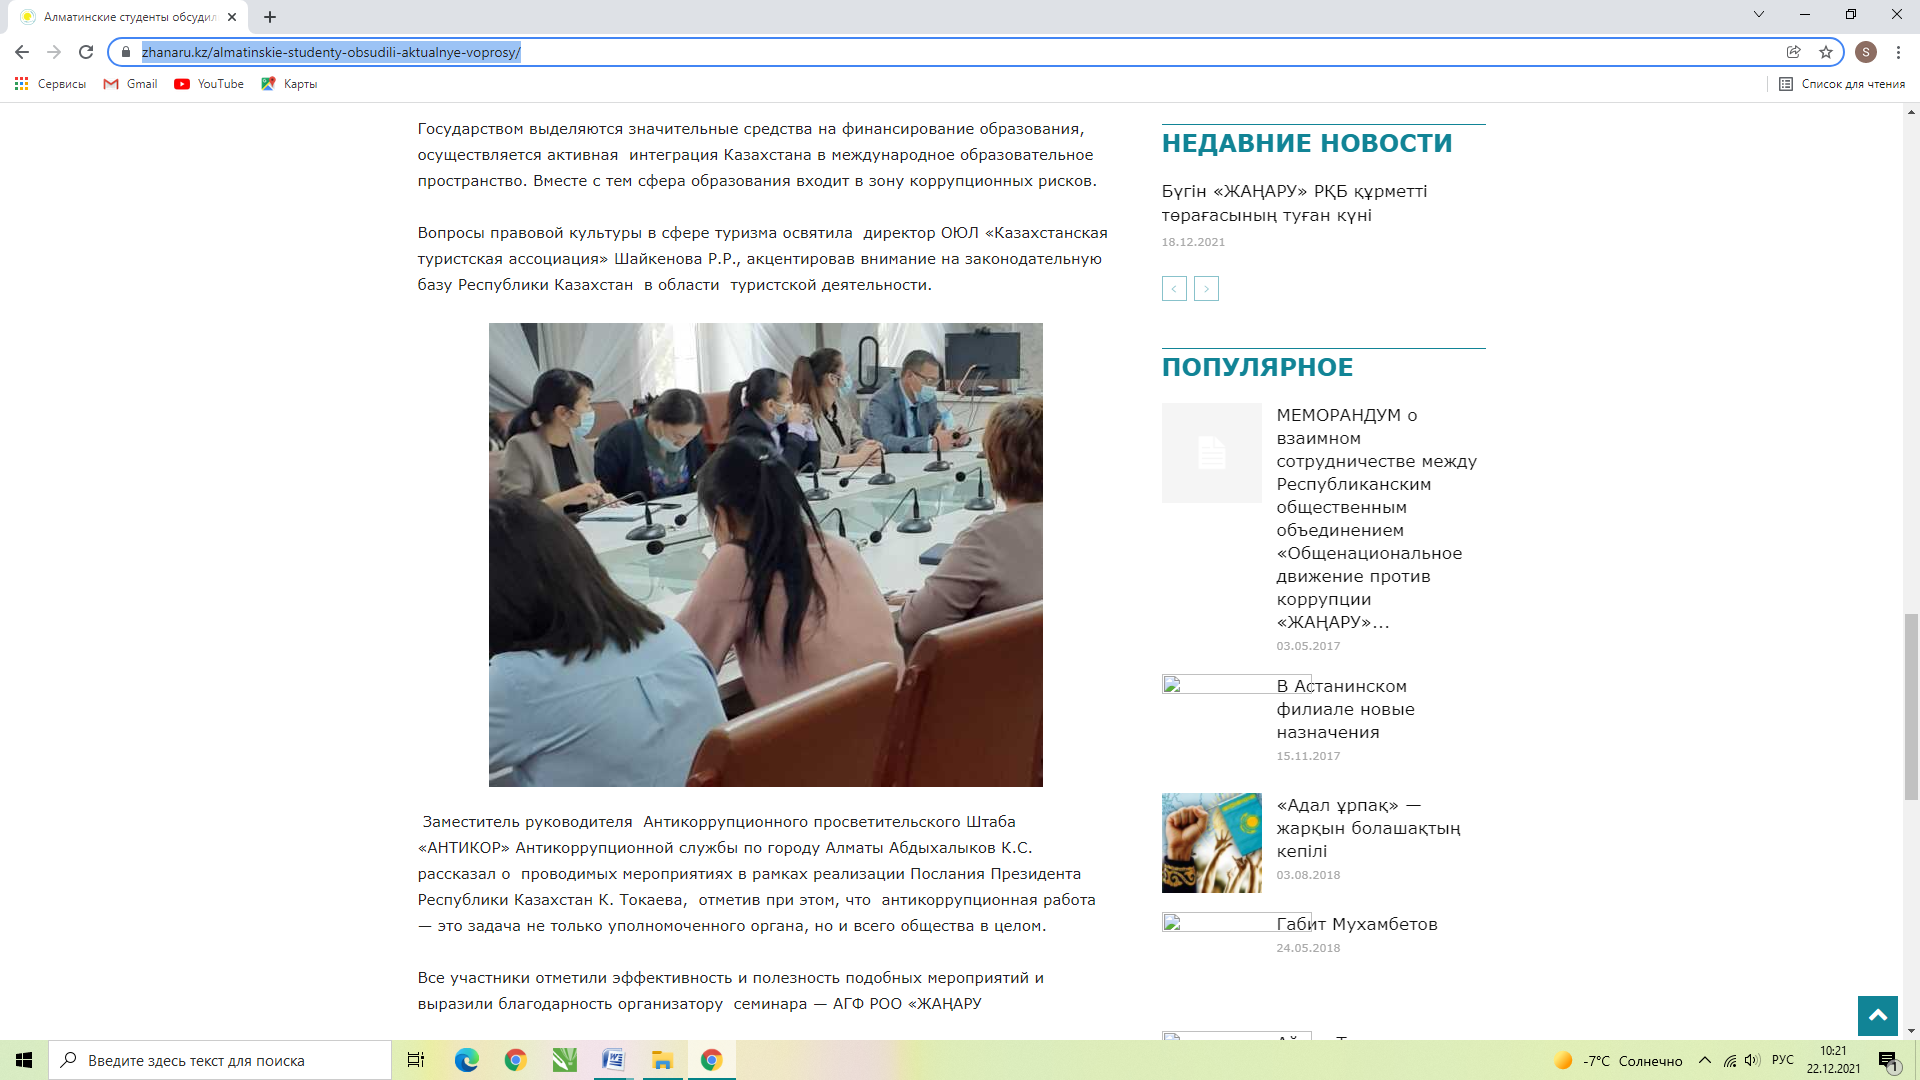 Алматинские студенты обсудил
zhanaru.kz/almatinskie-studenty-obsudili-aktualnye-voprosy/
S
Сервисы
Gmail
YouTube
Карты
Список для чтения
Государством выделяются значительные средства на финансирование образования,
осуществляется активная интеграция Казахстана в международное образовательное
пространство. Вместе с тем сфера образования входит в зону коррупционных рисков.
Вопросы правовой культуры в сфере туризма осветила директор ОЮЛ «Казахстанская
туристская ассоциация» Шайкенова Р.Р., акцентировав внимание на законодательную
базу Республики Казахстан в области туристской деятельности.
Заместитель руководителя Антикоррупционного просветительского Штаба
«АНТИКОР» Антикоррупционной службы по городу Алматы Абдыхалыков К.С.
рассказал о проводимых мероприятиях в рамках реализации Послания Президента
Республики Казахстан К. Токаева, отметив при этом, что антикоррупционная работа
— это задача не только уполномоченного органа, но и всего общества в целом.
Все участники отметили эффективность и полезность подобных мероприятий и
выразили благодарность организатору семинара — АГФ РОО «ЖАҢАРУ
НЕДАВНИЕ НОВОСТИ
Бүгін «ЖАҢАРУ» РҚБ құрметті
төрағасының туған күні
18.12.2021
ПОПУЛЯРНОЕ
МЕМОРАНДУМ о
взаимном
сотрудничестве между
Республиканским
общественным
объединением
«Общенациональное
движение против
коррупции
«ЖАҢАРУ»...
03.05.2017
В Астанинском
филиале новые
назначения
15.11.2017
«Адал ұрпақ» —
жарқын болашақтың
кепілі
03.08.2018
Габит Мухамбетов
24.05.2018
Введите здесь текст для поиска
-7°C Солнечно
РУС
10:21
22.12.2021
1